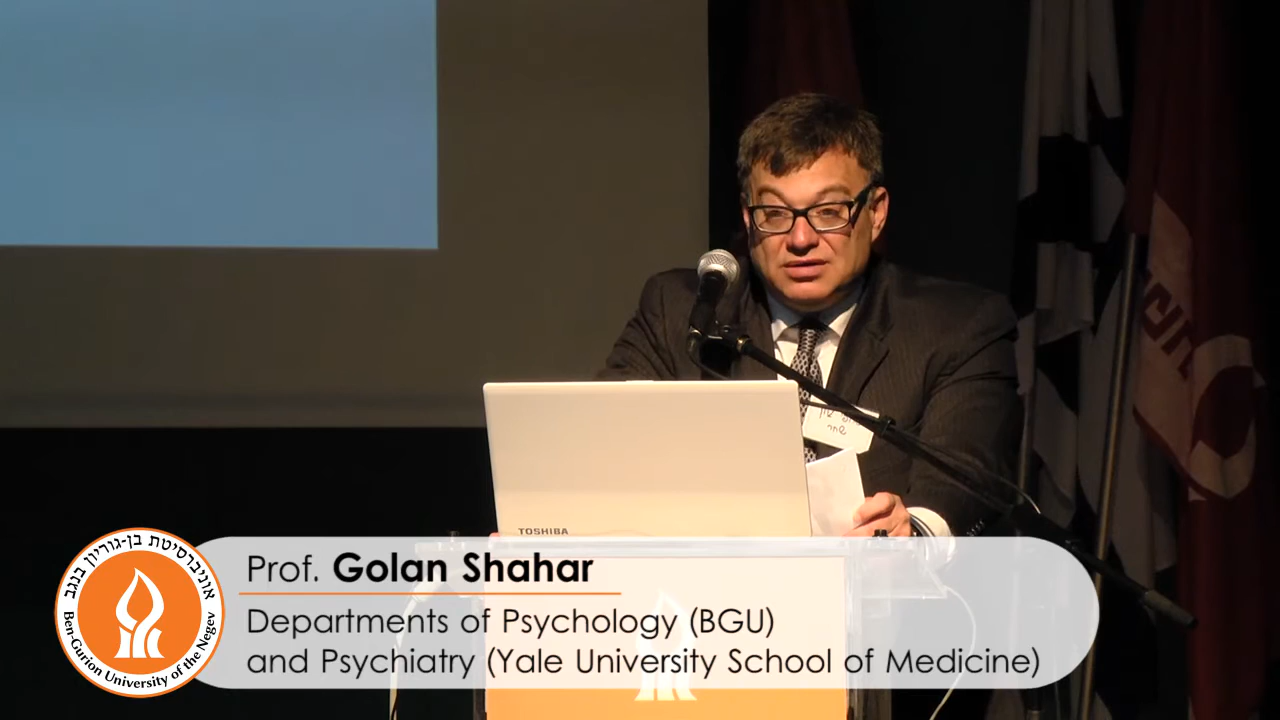 שחר
TOSHIBA
אוניברסיטת בן-גוריון בנגב
Ben-Gurion University of the Negev
Prof. Golan Shahar
Departments of Psychology (BGU)
and Psychiatry (Yale University School of Medicine)